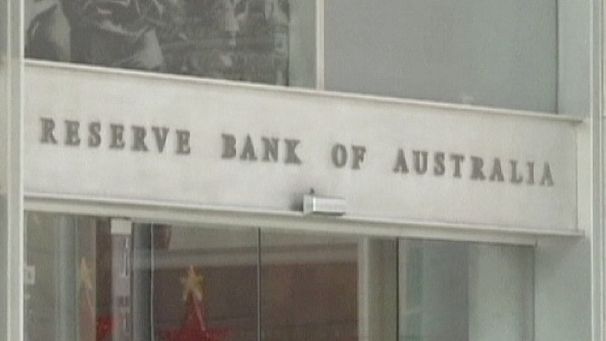 RESERVE BANK OF AUSTRALIA